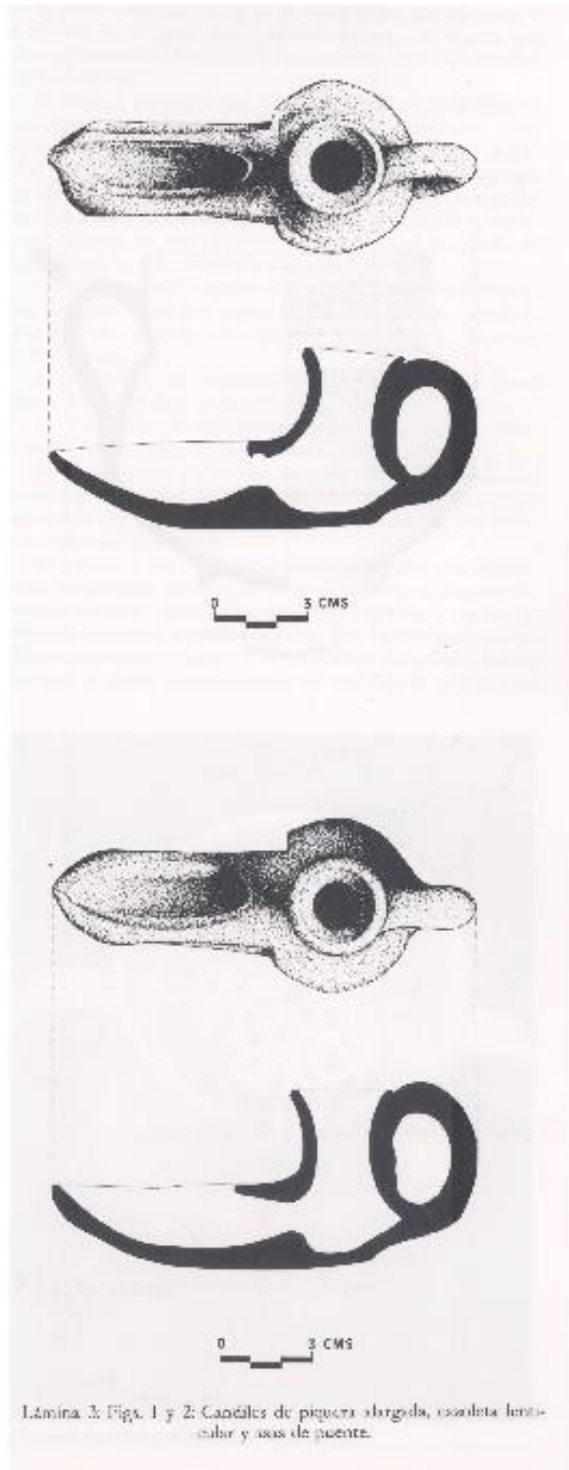 0 3 CMS
0 3 CMS
Lámina 3: Figs. 1 y 2: Candiles de piquera alargada, cazoleta lenti-
cular y asas de puente.